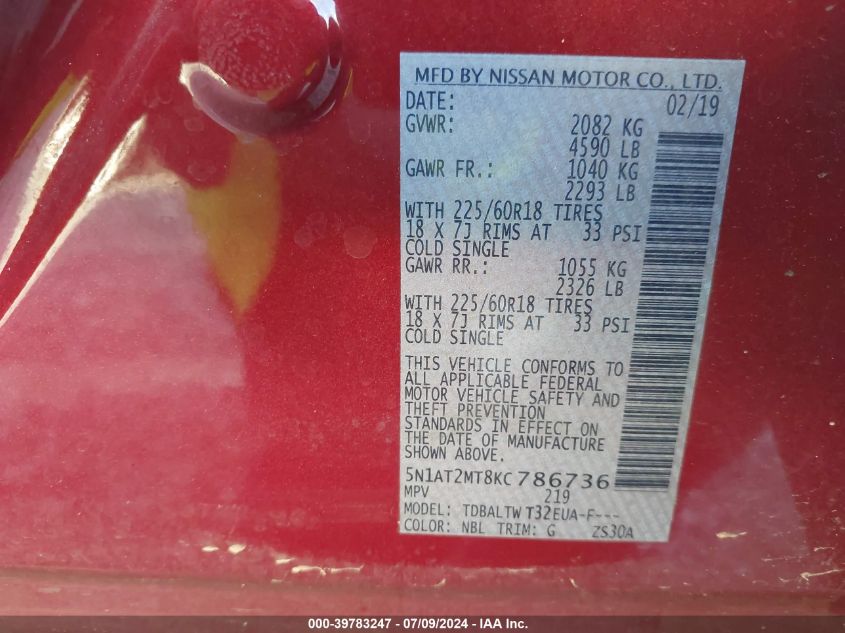 MFD BY NISSAN MOTOR CO., LTD.
DATE: 02/19
GVWR: 2082 KG
4590 LB
GAWR FR.: 1040 KG
2293 LB
WITH 225/60R18 TIRES
18 X 7J RIMS AT 33 PSI
COLD SINGLE
GAWR RR.: 1055 KG
2326 LB
WITH 225/60R18 TIRES
18 X 7J RIMS AT 33 PSI
COLD SINGLE
THIS VEHICLE CONFORMS TO
ALL APPLICABLE FEDERAL
MOTOR VEHICLE SAFETY AND
THEFT PREVENTION
STANDARDS IN EFFECT ON
THE DATE OF MANUFACTURE
SHOWN ABOVE.
5N1AT2MT8KC786736
MPV 219
MODEL: TDBALTW T32EUA-F---
COLOR: NBL TRIM: G ZS30A
000-39783247 - 07/09/2024 - IAA Inc.